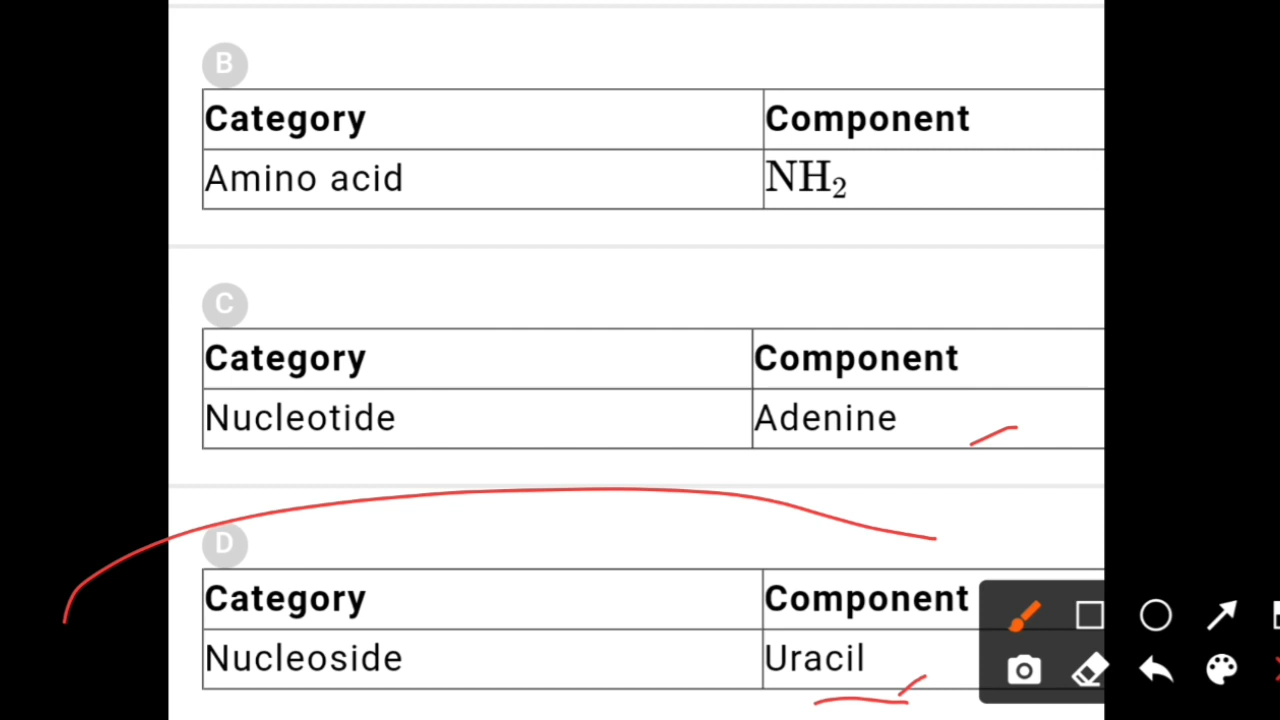 B
Category Component
Amino acid NH₂
C
Category Component
Nucleotide Adenine
D
Category Component
Nucleoside Uracil